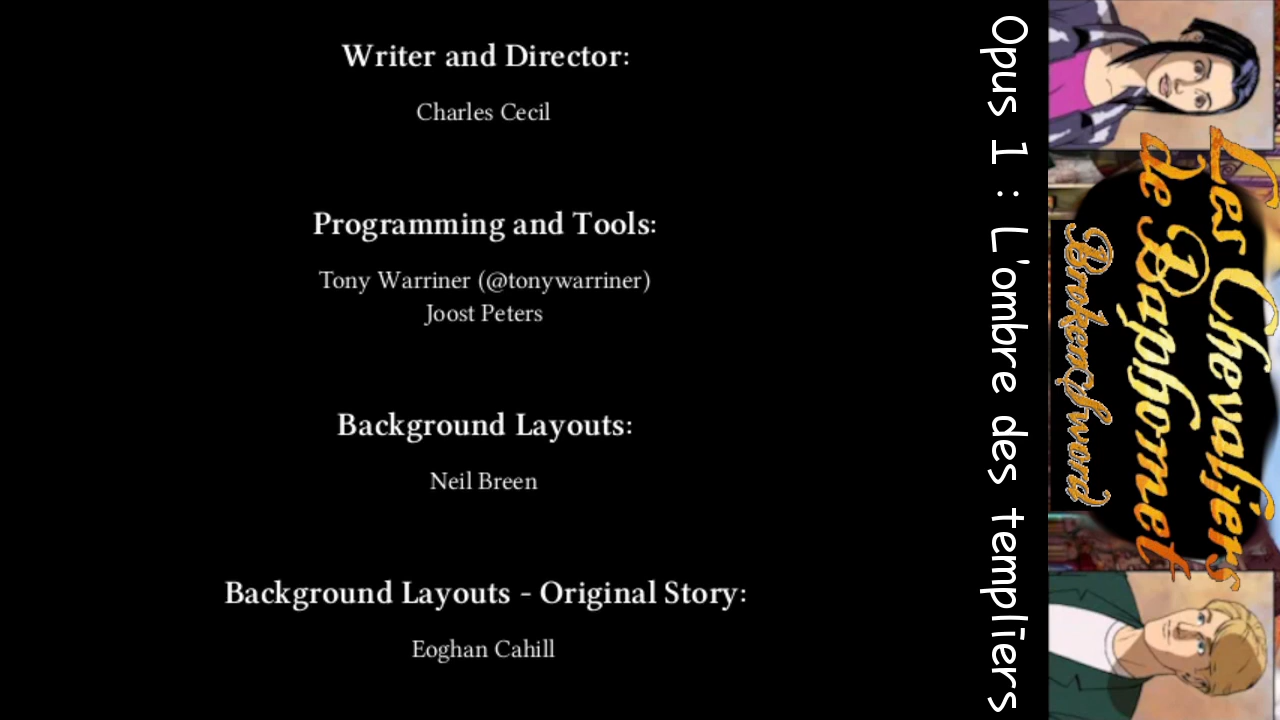 Writer and Director:
Charles Cecil
Programming and Tools:
Tony Warriner (@tonywarriner)
Joost Peters
Background Layouts:
Neil Breen
Background Layouts - Original Story:
Eoghan Cahill
Les Chevaliers
de Baphomet
Broken Sword
Opus 1 : L'ombre des templiers